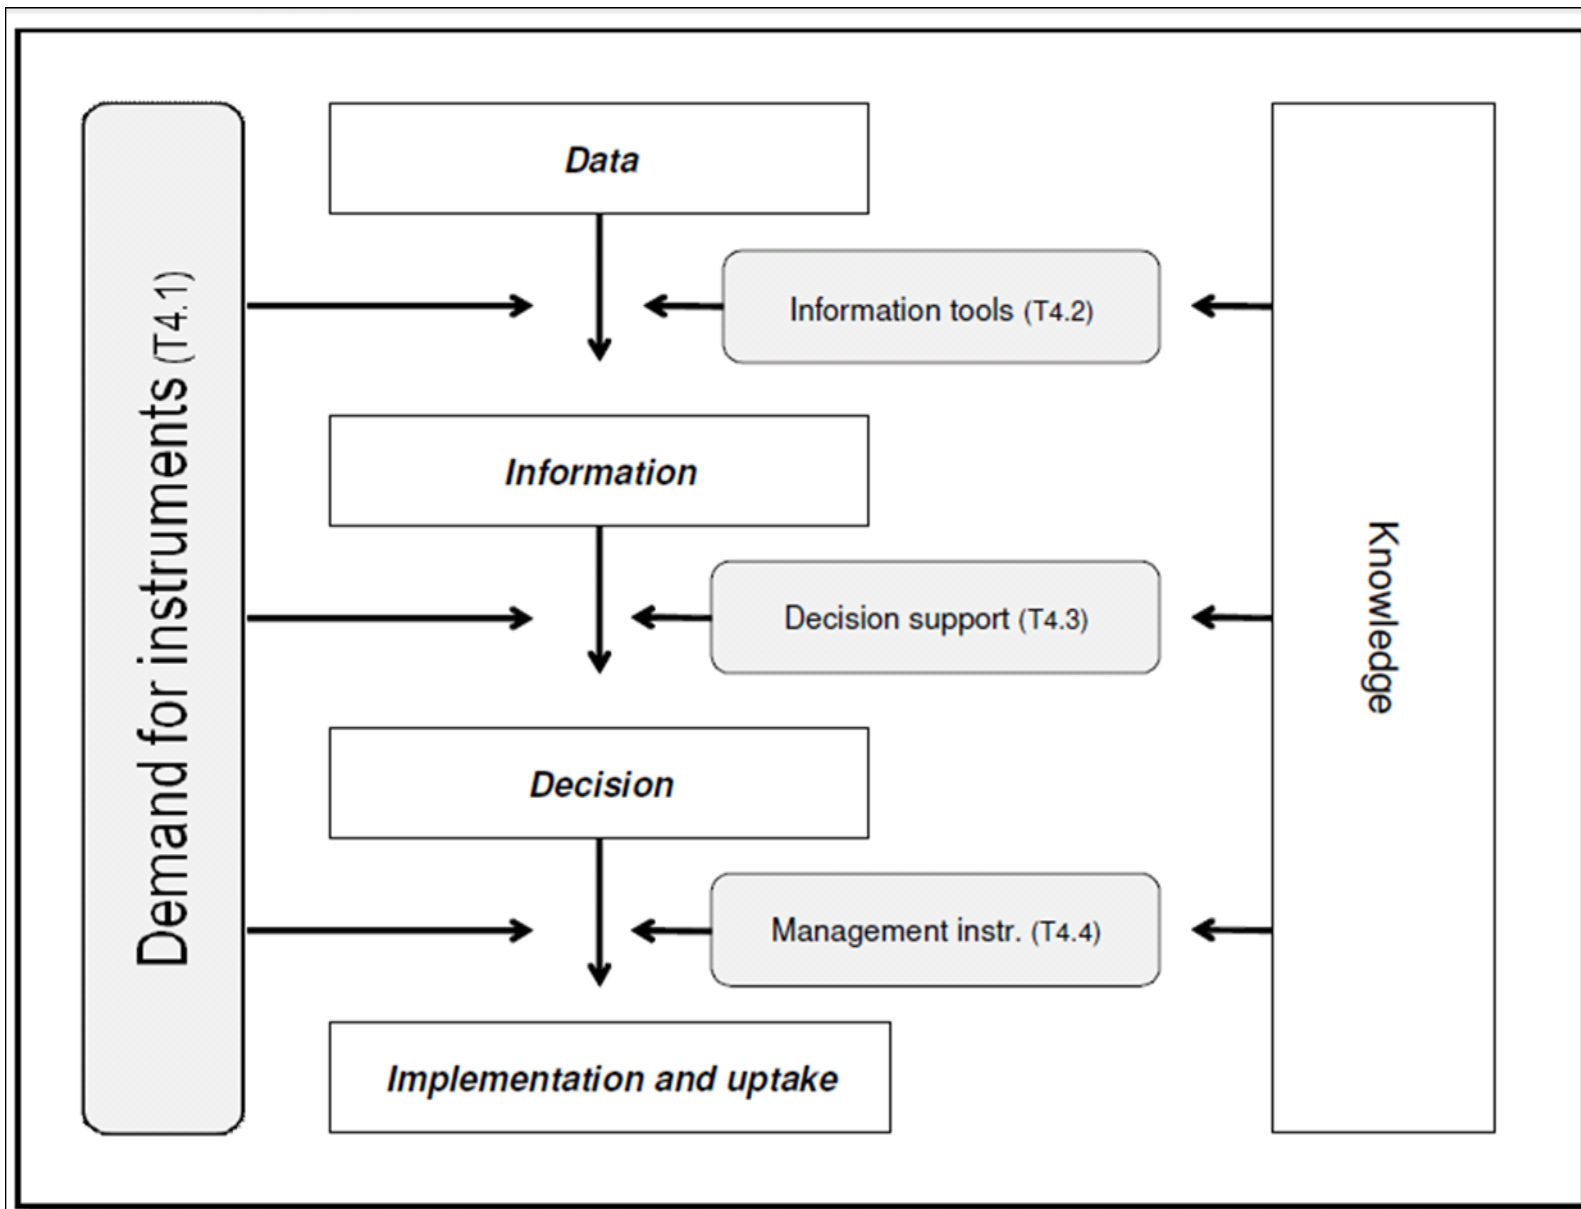 Demand for instruments (T4.1)
Data
Information tools (T4.2)
Information
Decision support (T4.3)
Decision
Management instr. (T4.4)
Implementation and uptake
Knowledge